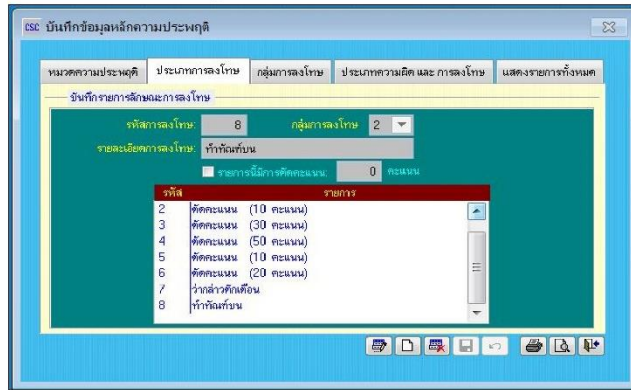 CSC บันทึกข้อมูลหลักความประพฤติ
หมวดความประพฤติ ประเภทการลงโทษ กลุ่มการลงโทษ ประเภทความผิด และ การลงโทษ แสดงรายการทั้งหมด
บันทึกรายการลักษณะการลงโทษ
รหัสการลงโทษ: 8 กลุ่มการลงโทษ 2
รายละเอียดการลงโทษ: ทำทัณฑ์บน
รายการนี้มีการตัดคะแนน: 0 คะแนน
รหัส รายการ
2 ตัดคะแนน (10 คะแนน)
3 ตัดคะแนน (30 คะแนน)
4 ตัดคะแนน (50 คะแนน)
5 ตัดคะแนน (10 คะแนน)
6 ตัดคะแนน (20 คะแนน)
7 ว่ากล่าวตักเตือน
8 ทำทัณฑ์บน